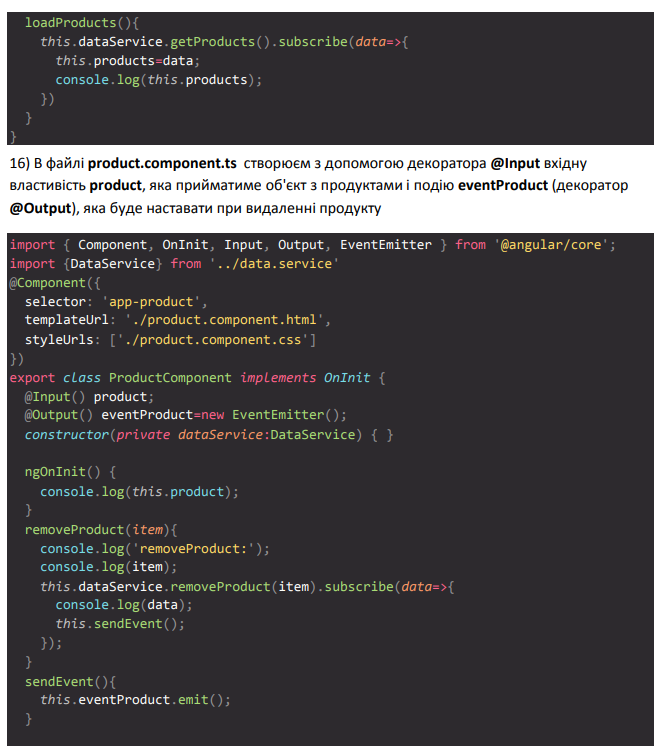 loadProducts(){
this.dataService.getProducts().subscribe(data=>{
this.products=data;
console.log(this.products);
})
}
}
16) В файлі product.component.ts створюєм з допомогою декоратора @Input вхідну
властивість product, яка прийматиме об'єкт з продуктами і подію eventProduct (декоратор
@Output), яка буде наставати при видаленні продукту
import { Component, OnInit, Input, Output, EventEmitter } from '@angular/core';
import {DataService} from '../data.service'
@Component({
selector: 'app-product',
templateUrl: './product.component.html',
styleUrls: ['./product.component.css']
})
export class ProductComponent implements OnInit {
@Input() product;
@Output() eventProduct=new EventEmitter();
constructor(private dataService:DataService) { }
ngOnInit() {
console.log(this.product);
}
removeProduct(item){
console.log('removeProduct:');
console.log(item);
this.dataService.removeProduct(item).subscribe(data=>{
console.log(data);
this.sendEvent();
});
}
sendEvent(){
this.eventProduct.emit();
}